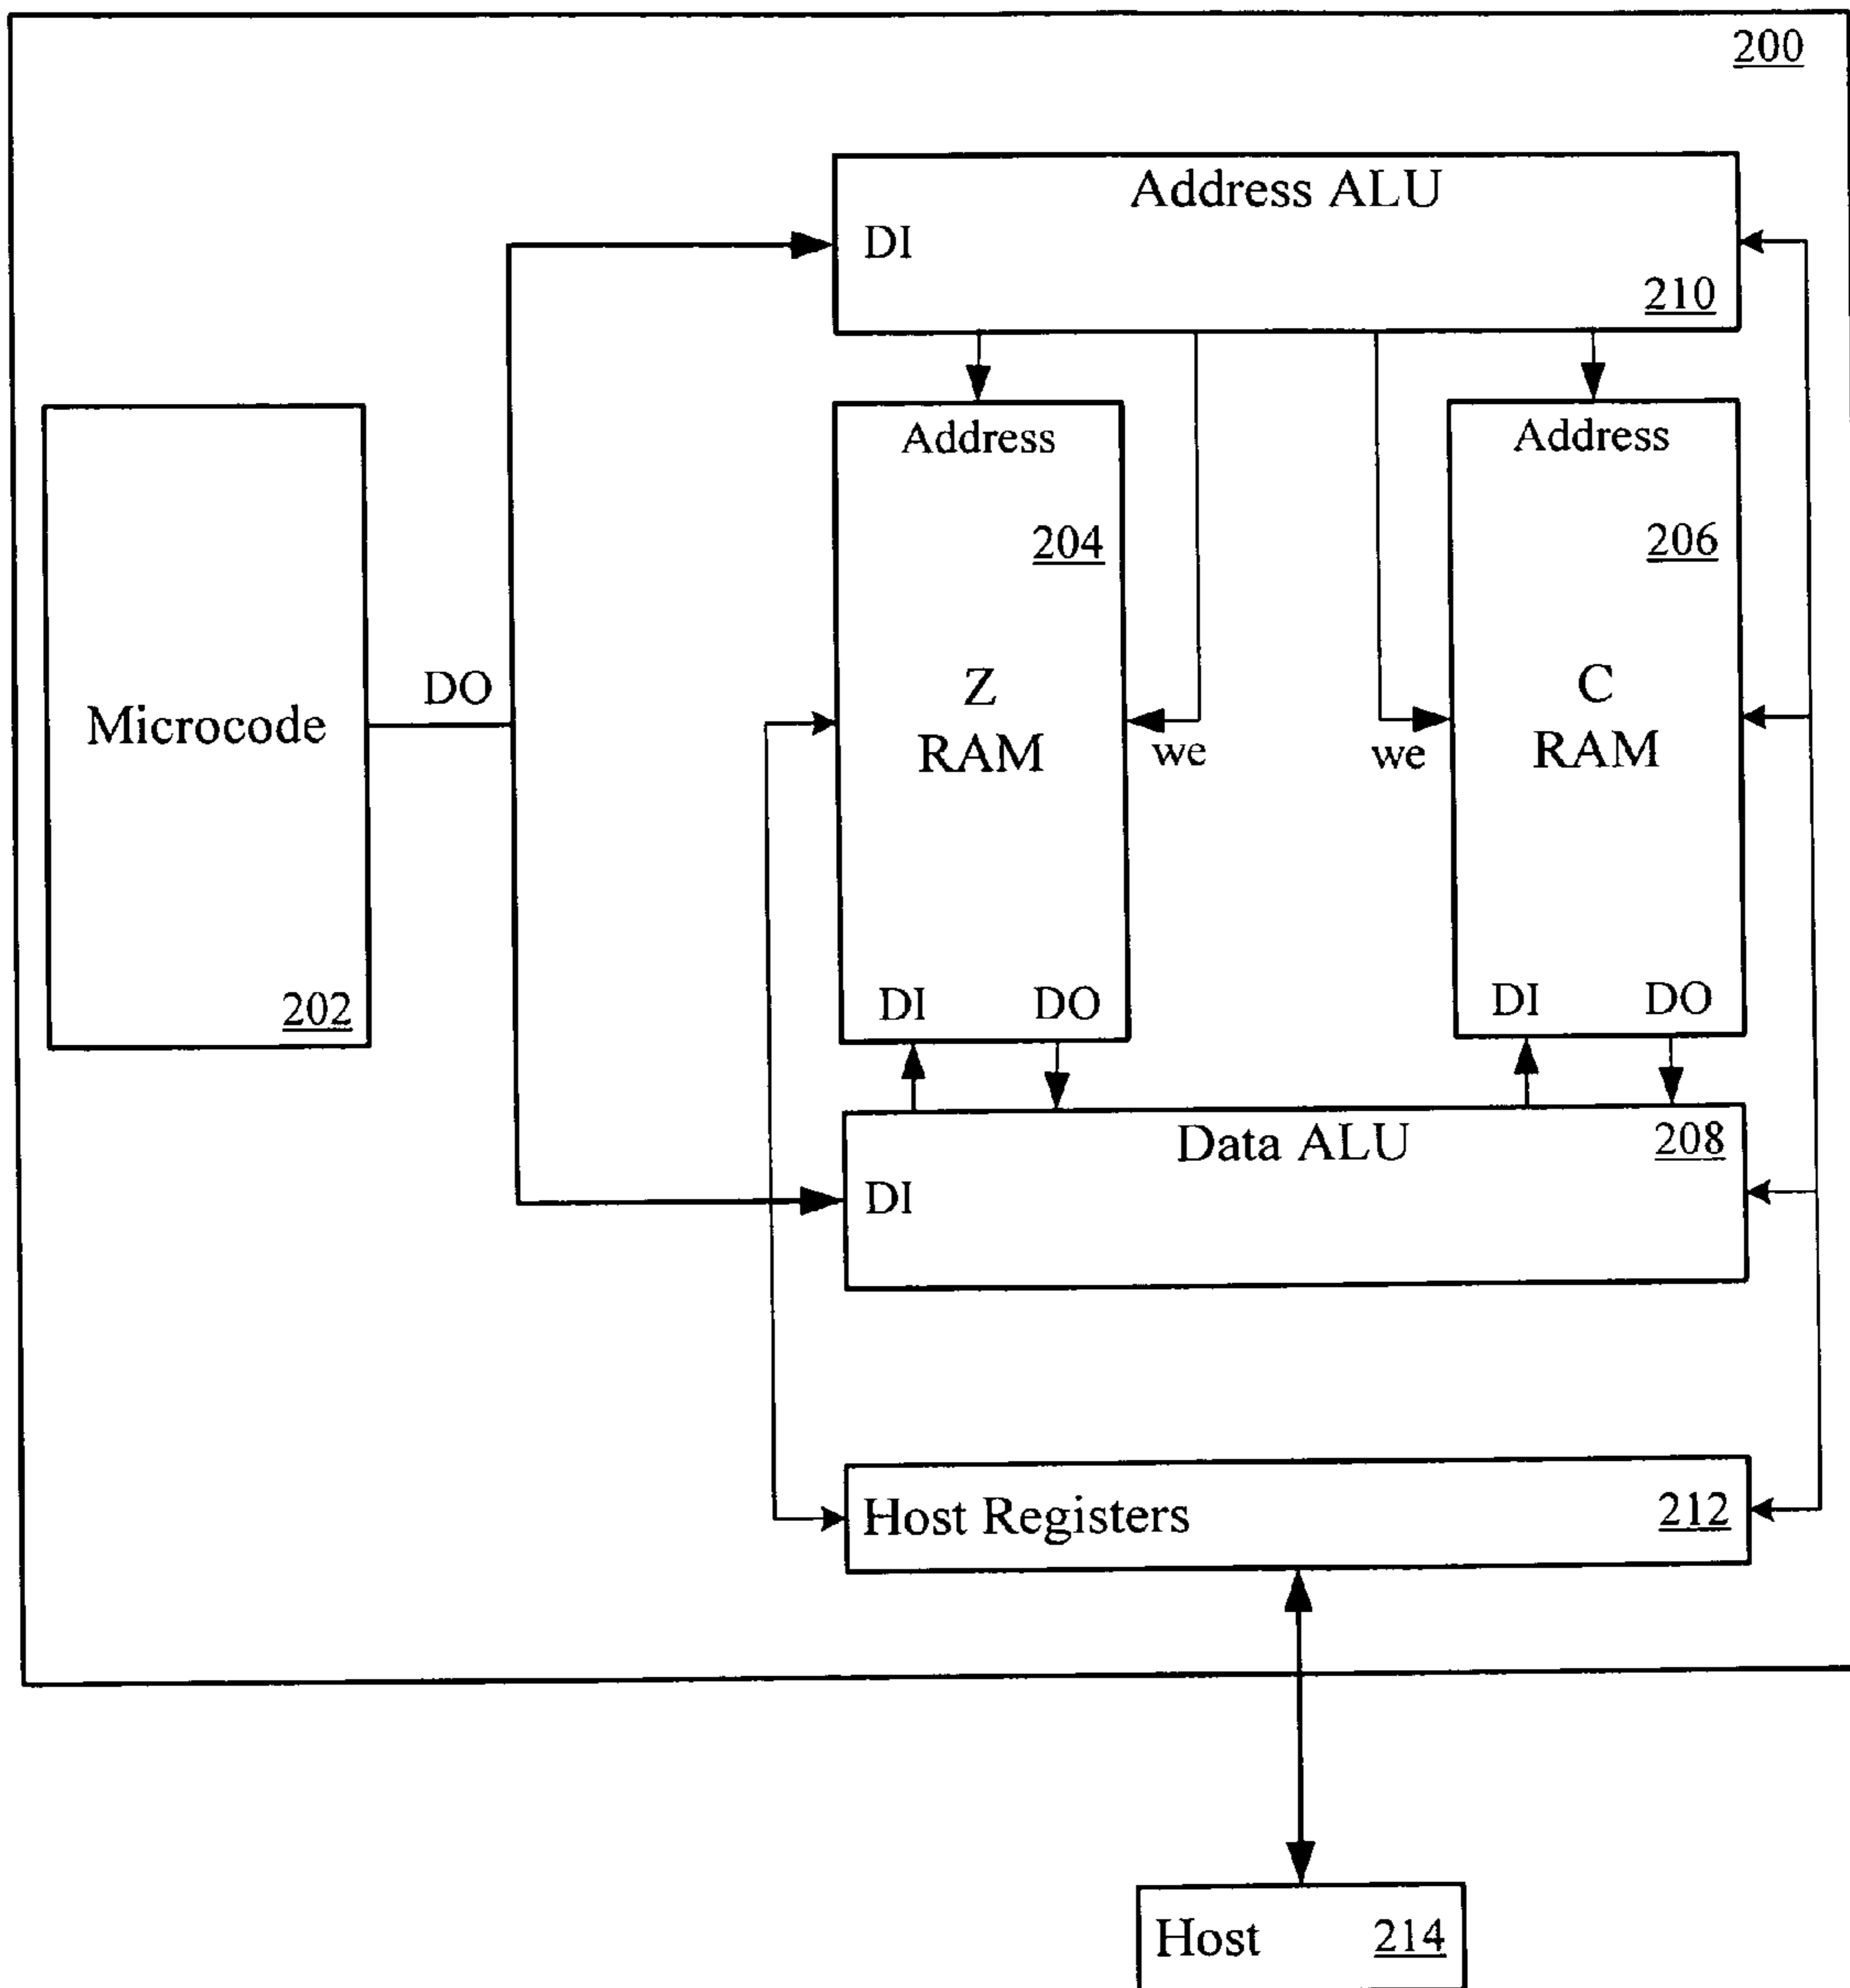 200
Address ALU
DI
210
Address
Address
204
206
DO
Microcode
Z
RAM
C
RAM
we
we
202
DI
DO
DI
DO
Data ALU
208
DI
Host Registers
212
Host
214